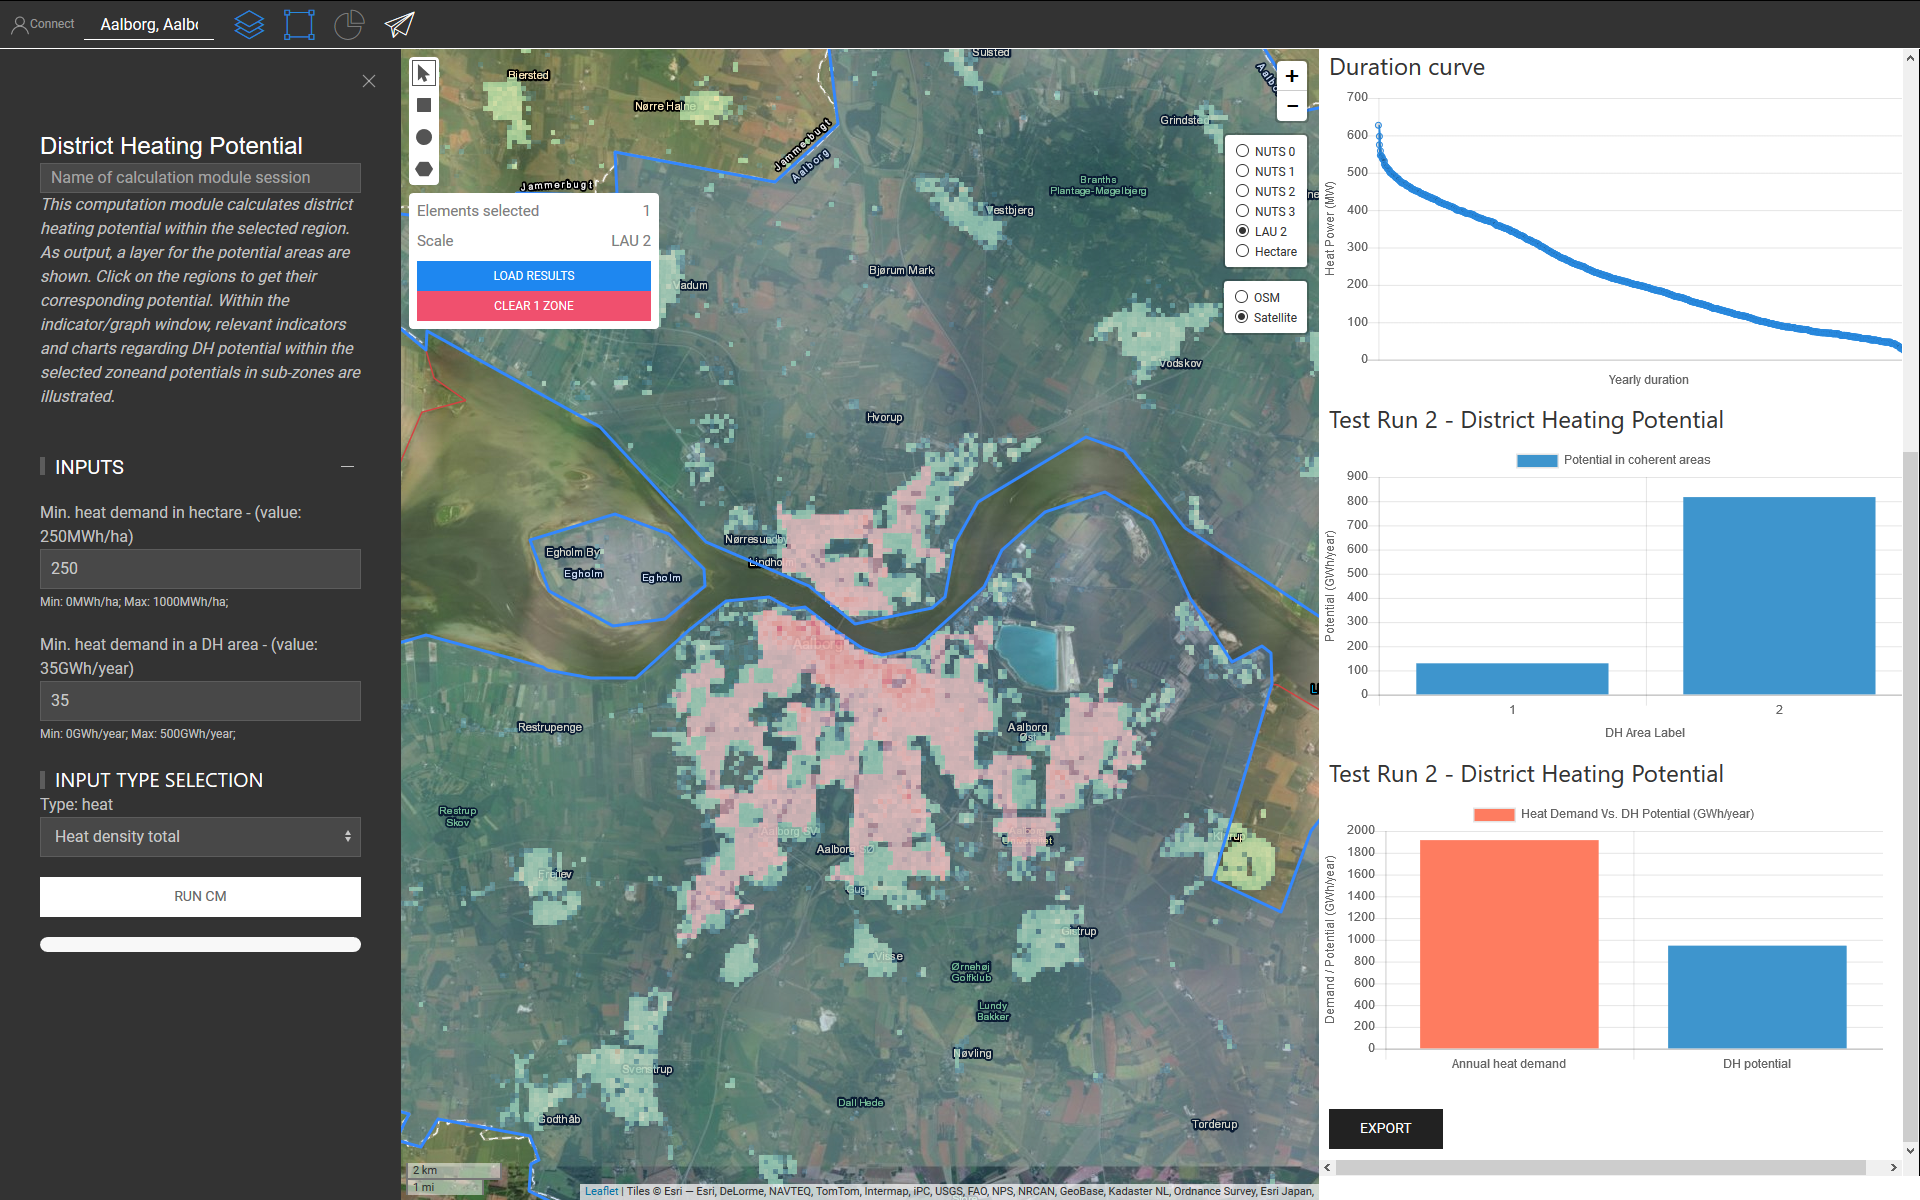 Connect
Aalborg, Aalb
District Heating Potential
Name of calculation module session
This computation module calculates district
heating potential within the selected region.
As output, a layer for the potential areas are
shown. Click on the regions to get their
corresponding potential. Within the
indicator/graph window, relevant indicators
and charts regarding DH potential within the
selected zoneand potentials in sub-zones are
illustrated.
INPUTS
Min. heat demand in hectare - (value:
250MWh/ha)
250
Min: 0MWh/ha; Max: 1000MWh/ha;
Min. heat demand in a DH area - (value:
35GWh/year)
35
Min: 0GWh/year; Max: 500GWh/year;
INPUT TYPE SELECTION
Type: heat
Heat density total
RUN CM
Elements selected 1
Scale LAU 2
LOAD RESULTS
CLEAR 1 ZONE
+
−
NUTS 0
NUTS 1
NUTS 2
NUTS 3
LAU 2
Hectare
OSM
Satellite
Biersted
Nørre Halne
Sulsted
Grindsted
Jammerbugt
Aalborg
Jammerbugt
Branths
Plantage-Møgelbjerg
Vestbjerg
Bjørum Mark
Vadum
Vodskov
Hvorup
Nørresundby
Lindholm
Egholm By
Egholm
Egholm
Aalborg
Restrupenge
Aalborg
Øst
Restrup
Skov
Aalborg SV
Aalborg SØ
Aalborg
Universitet
Klarup
Frejlev
Gug
Gistrup
Visse
Ørnehøj
Golfklub
Lundy
Bakker
Nøvling
Svenstrup
Dall Hede
Godthåb
Torderup
2 km
1 mi
Leaflet | Tiles © Esri — Esri, DeLorme, NAVTEQ, TomTom, Intermap, iPC, USGS, FAO, NPS, NRCAN, GeoBase, Kadaster NL, Ordnance Survey, Esri Japan,
Duration curve
700
600
500
400
300
200
100
0
Heat Power (MW)
Yearly duration
Test Run 2 - District Heating Potential
Potential in coherent areas
900
800
700
600
500
400
300
200
100
0
Potential (GWh/year)
1 2
DH Area Label
Test Run 2 - District Heating Potential
Heat Demand Vs. DH Potential (GWh/year)
2000
1800
1600
1400
1200
1000
800
600
400
200
0
Demand / Potential (GWh/year)
Annual heat demand DH potential
EXPORT